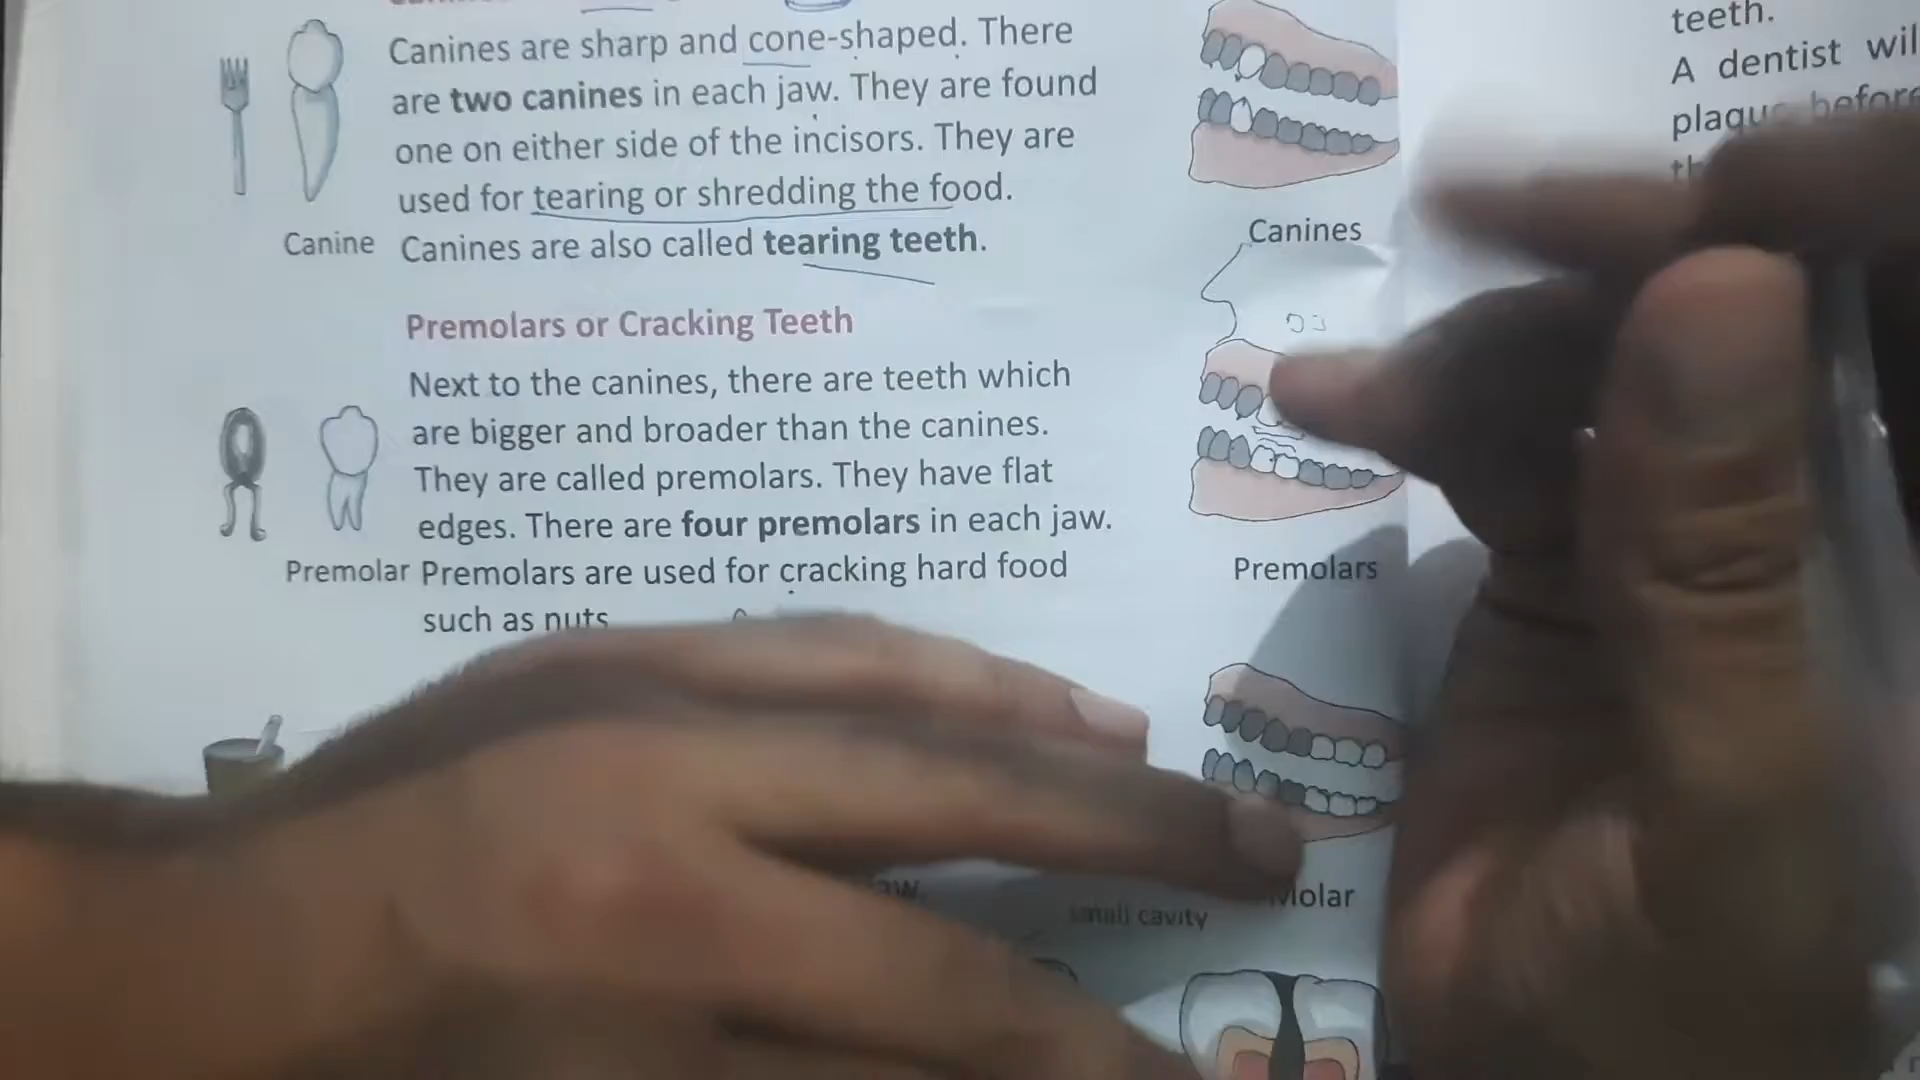 Canines are sharp and cone-shaped. There
are two canines in each jaw. They are found
one on either side of the incisors. They are
used for tearing or shredding the food.
Canine
Canines are also called tearing teeth.
Canines
Premolars or Cracking Teeth
Next to the canines, there are teeth which
are bigger and broader than the canines.
They are called premolars. They have flat
edges. There are four premolars in each jaw.
Premolar
Premolars are used for cracking hard food
such as nuts
Premolars
Molar
small cavity
teeth.
A dentist
plaque before